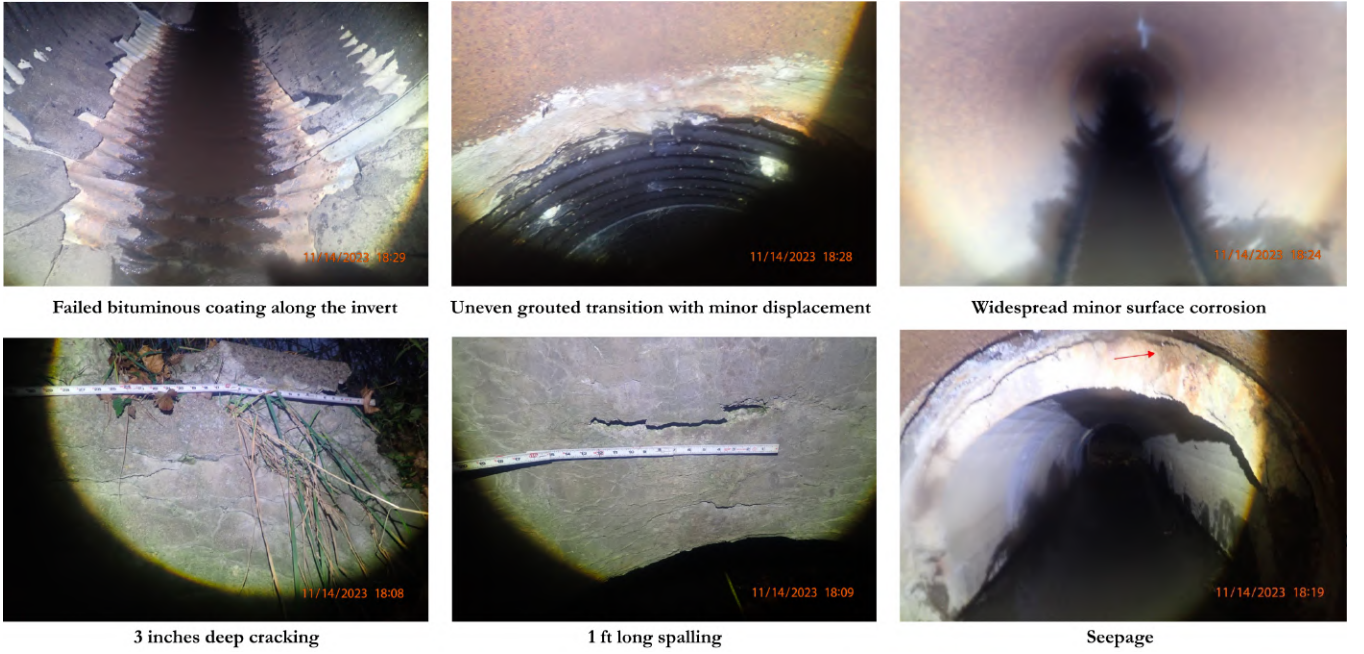 11/14/2023 18:29
11/14/2023 18:28
11/14/2023 18:24
Failed bituminous coating along the invert
Uneven grouted transition with minor displacement
Widespread minor surface corrosion
11/14/2023 18:08
11/14/2023 18:09
11/14/2023 18:19
3 inches deep cracking
1 ft long spalling
Seepage